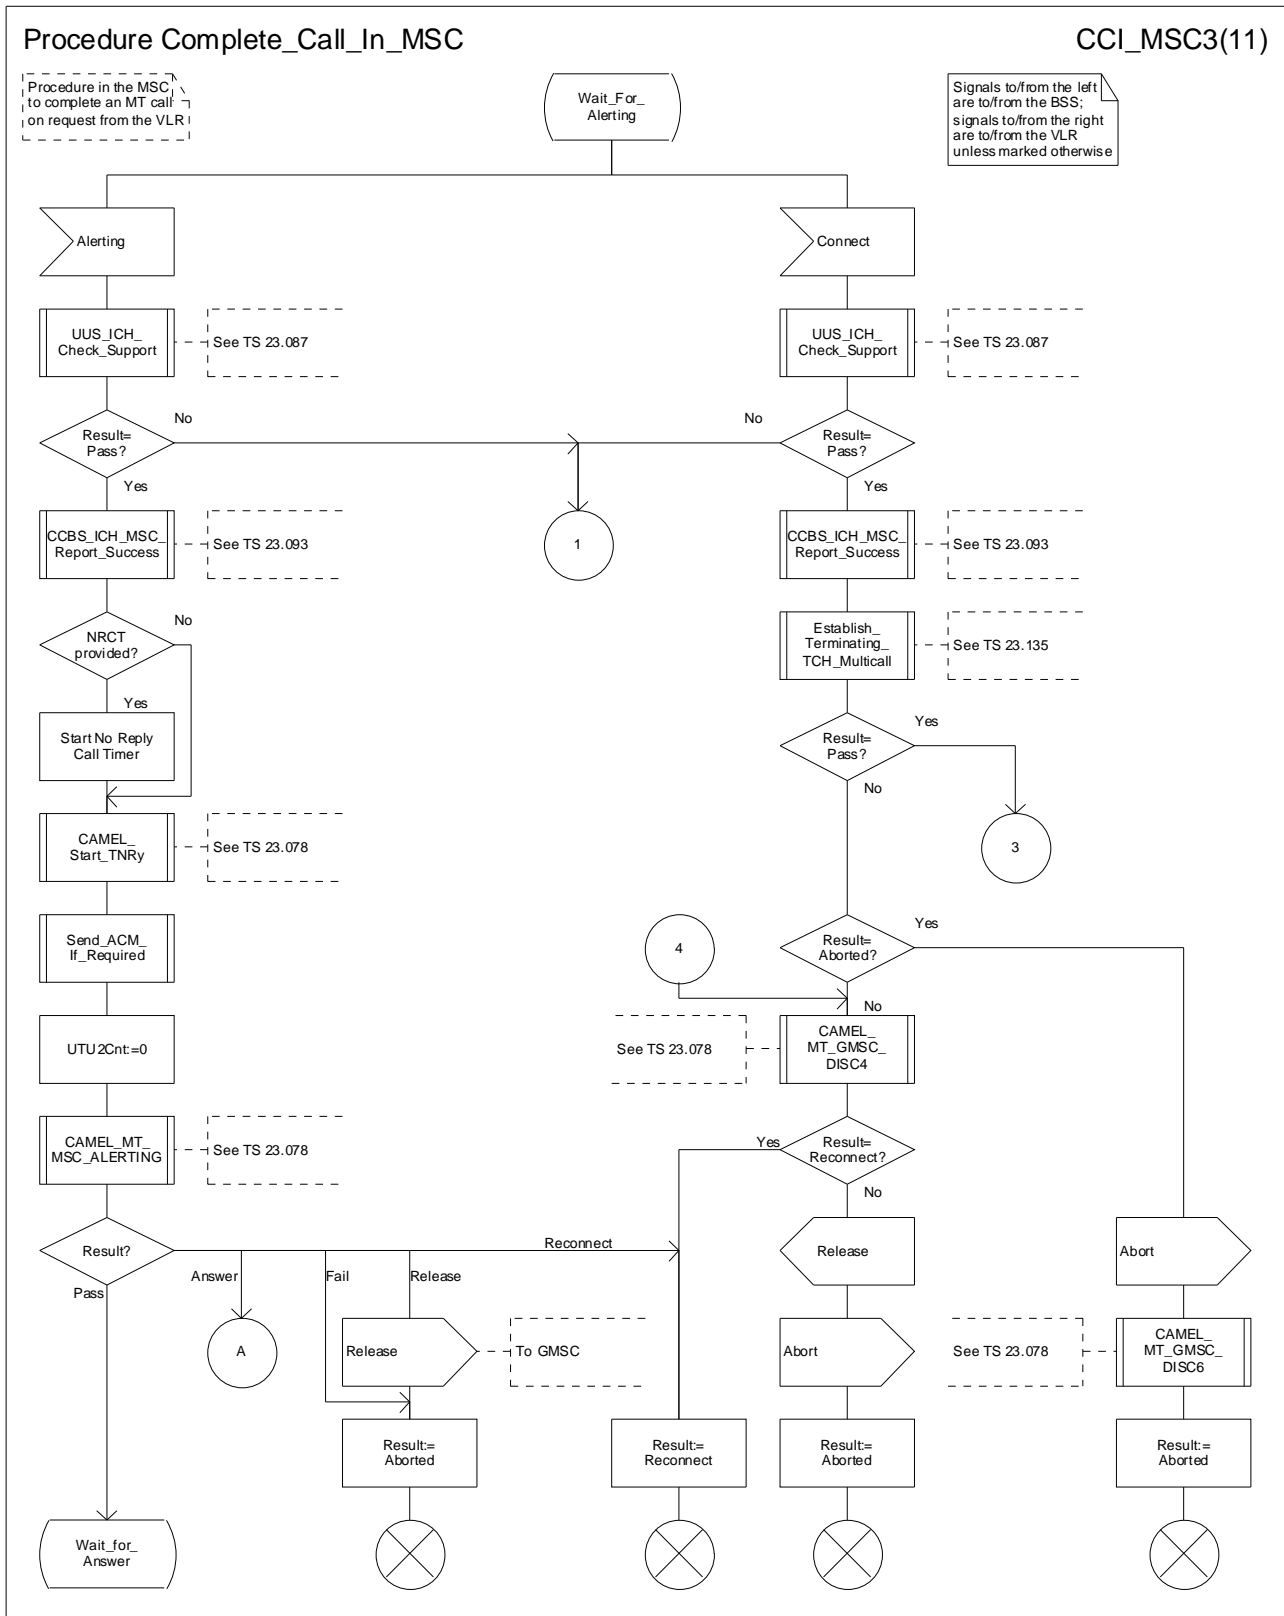 Procedure Complete_Call_In_MSC
CCI_MSC3(11)
Procedure in the MSC
to complete an MT call
on request from the VLR
Wait_For_
Alerting
Signals to/from the left
are to/from the BSS;
signals to/from the right
are to/from the VLR
unless marked otherwise
Alerting
Connect
UUS_ICH_
Check_Support
See TS 23.087
UUS_ICH_
Check_Support
See TS 23.087
No
No
Result=
Pass?
Result=
Pass?
Yes
Yes
CCBS_ICH_MSC_
Report_Success
See TS 23.093
1
CCBS_ICH_MSC_
Report_Success
See TS 23.093
No
NRCT
provided?
Establish_
Terminating_
TCH_Multicall
See TS 23.135
Yes
Yes
Start No Reply
Call Timer
Result=
Pass?
No
CAMEL_
Start_TNRy
See TS 23.078
3
Send_ACM_
If_Required
4
Result=
Aborted?
Yes
No
UTU2Cnt:=0
See TS 23.078
CAMEL_
MT_GMSC_
DISC4
CAMEL_MT_
MSC_ALERTING
See TS 23.078
Yes
Result=
Reconnect?
No
Result?
Reconnect
Release
Abort
Pass
Answer
Fail
Release
A
Release
To GMSC
Abort
See TS 23.078
CAMEL_
MT_GMSC_
DISC6
Result:=
Aborted
Result:=
Reconnect
Result:=
Aborted
Result:=
Aborted
Wait_for_
Answer